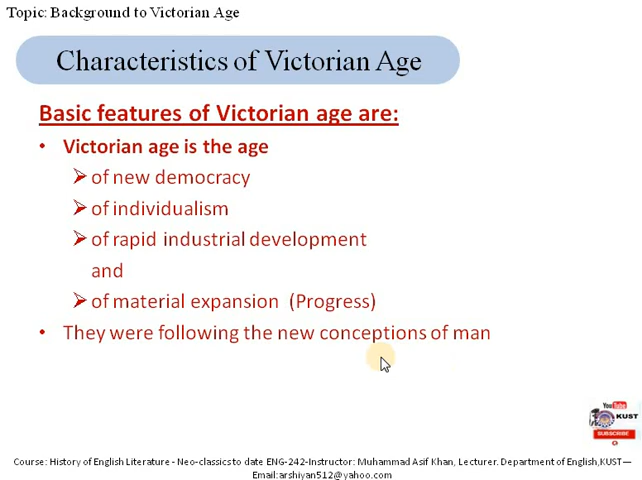 Topic: Background to Victorian Age
Characteristics of Victorian Age
Basic features of Victorian age are:
• Victorian age is the age
➢ of new democracy
➢ of individualism
➢ of rapid industrial development
and
➢ of material expansion (Progress)
• They were following the new conceptions of man
YouTube
KUST
SUBSCRIBE
Course: History of English Literature - Neo-classics to date ENG-242-Instructor: Muhammad Asif Khan, Lecturer. Department of English,KUST—
Email:arshiyan512@yahoo.com